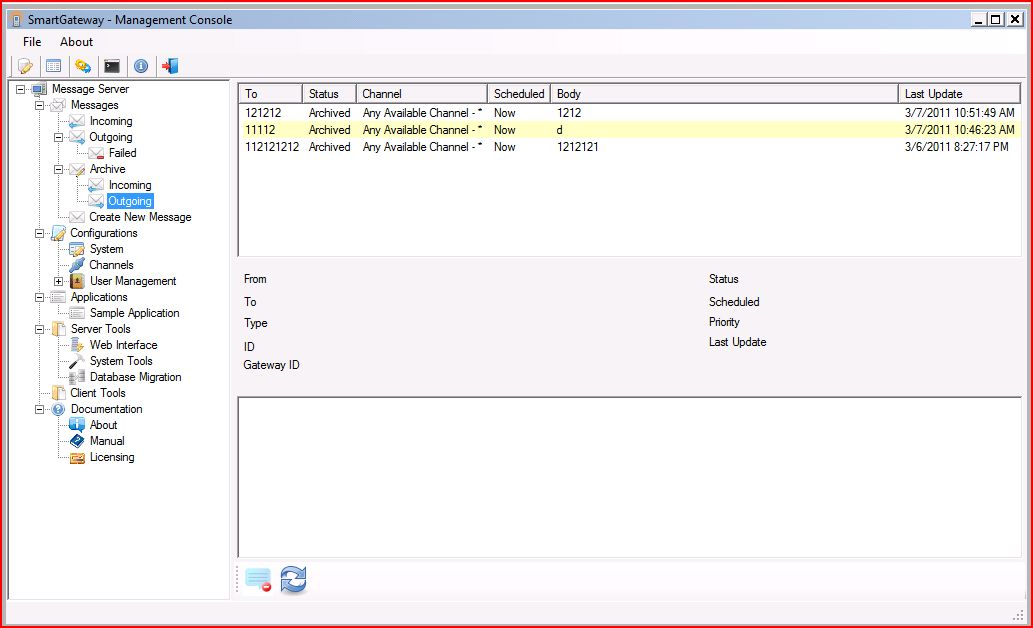 SmartGateway - Management Console
File About
Message Server
Messages
Incoming
Outgoing
Failed
Archive
Incoming
Outgoing
Create New Message
Configurations
System
Channels
User Management
Applications
Sample Application
Server Tools
Web Interface
System Tools
Database Migration
Client Tools
Documentation
About
Manual
Licensing
To Status Channel Scheduled Body Last Update
121212 Archived Any Available Channel - * Now 1212 3/7/2011 10:51:49 AM
11112 Archived Any Available Channel - * Now d 3/7/2011 10:46:23 AM
112121212 Archived Any Available Channel - * Now 1212121 3/6/2011 8:27:17 PM
From
To
Type
ID
Gateway ID
Status
Scheduled
Priority
Last Update